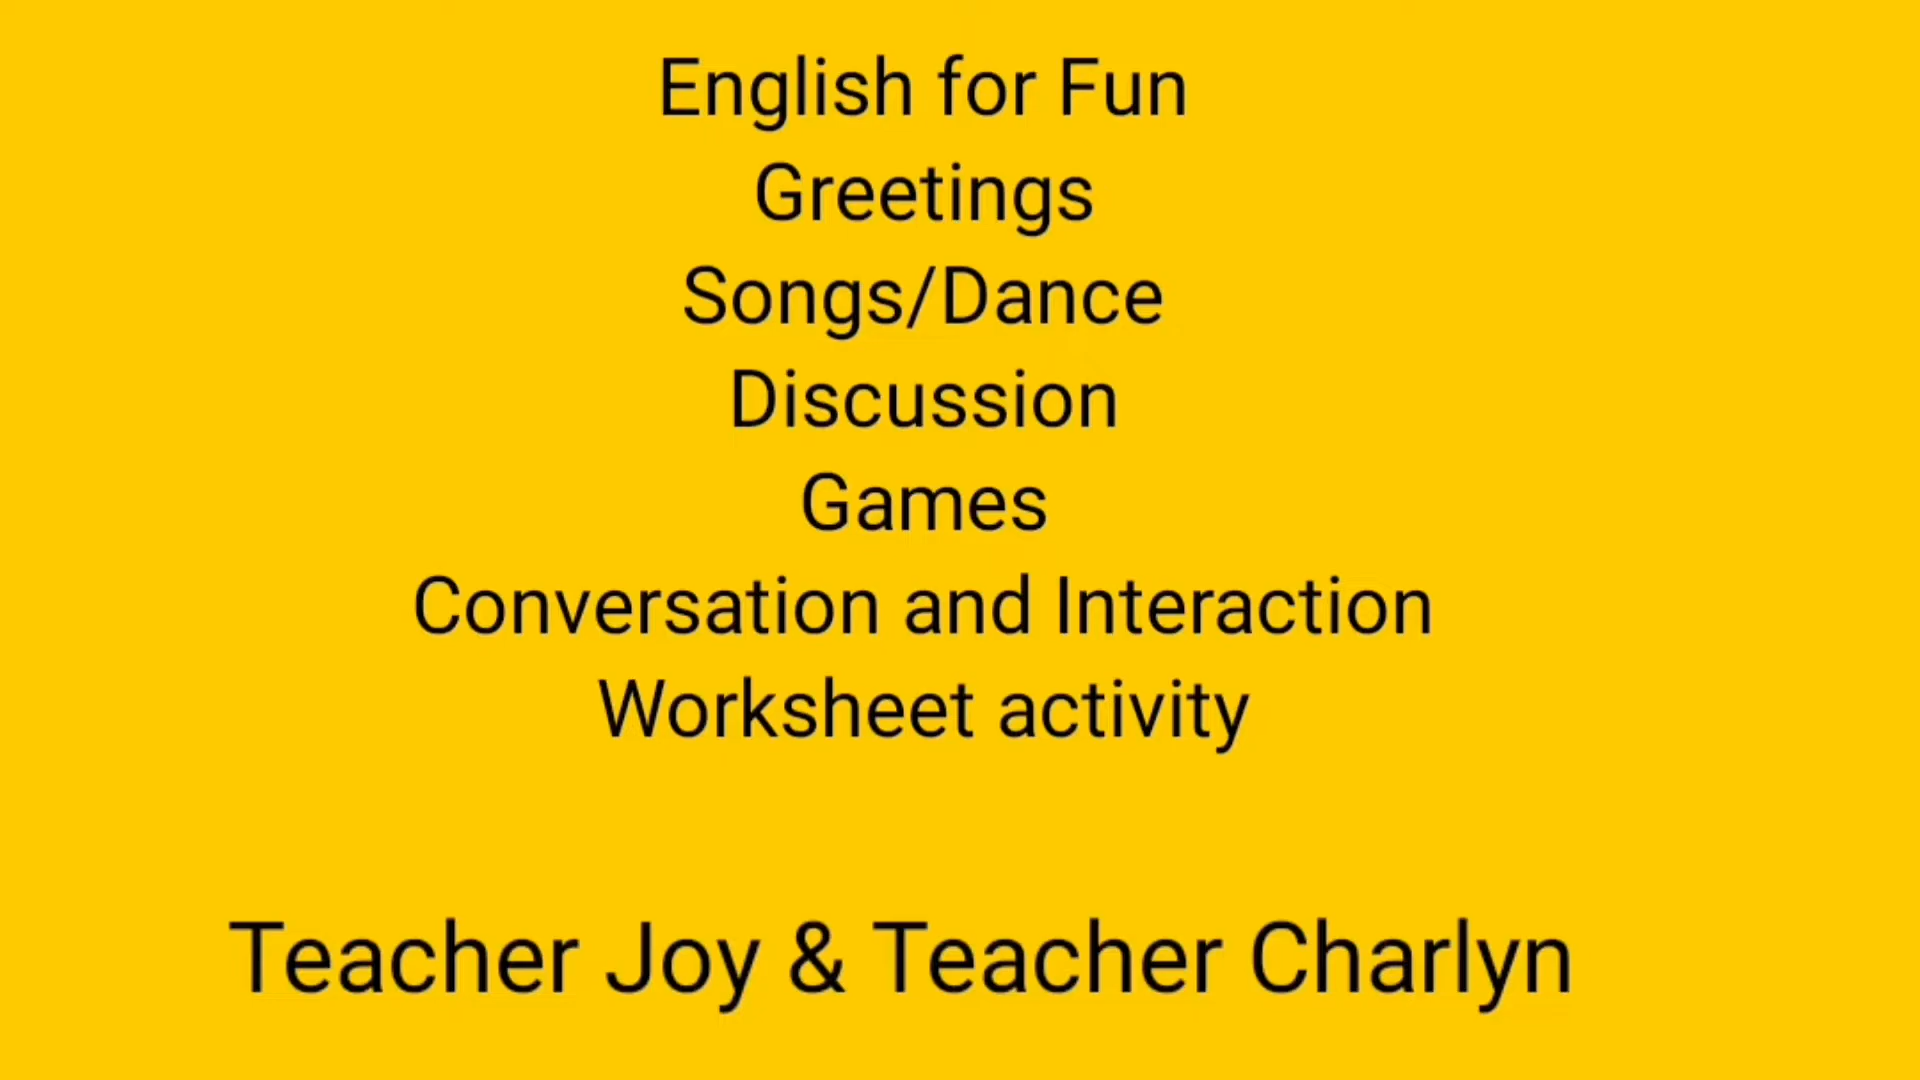 English for Fun
Greetings
Songs/Dance
Discussion
Games
Conversation and Interaction
Worksheet activity
Teacher Joy & Teacher Charlyn